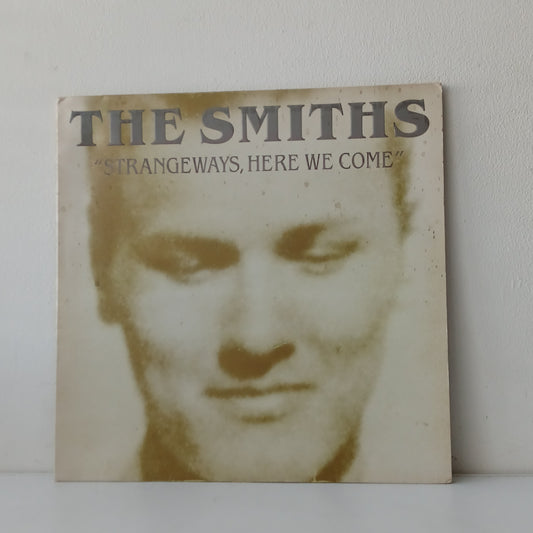 THE SMITHS
"STRANGEWAYS, HERE WE COME"